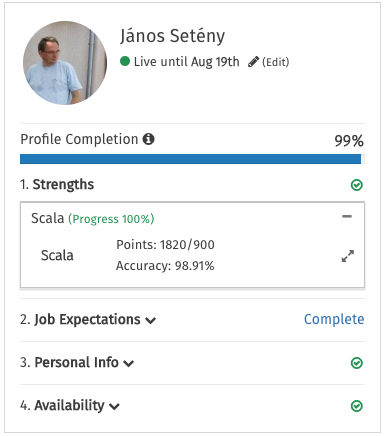 János Setény
Live until Aug 19th (Edit)
Profile Completion 99%
1. Strengths
Scala (Progress 100%)
Scala
Points: 1820/900
Accuracy: 98.91%
2. Job Expectations Complete
3. Personal Info
4. Availability